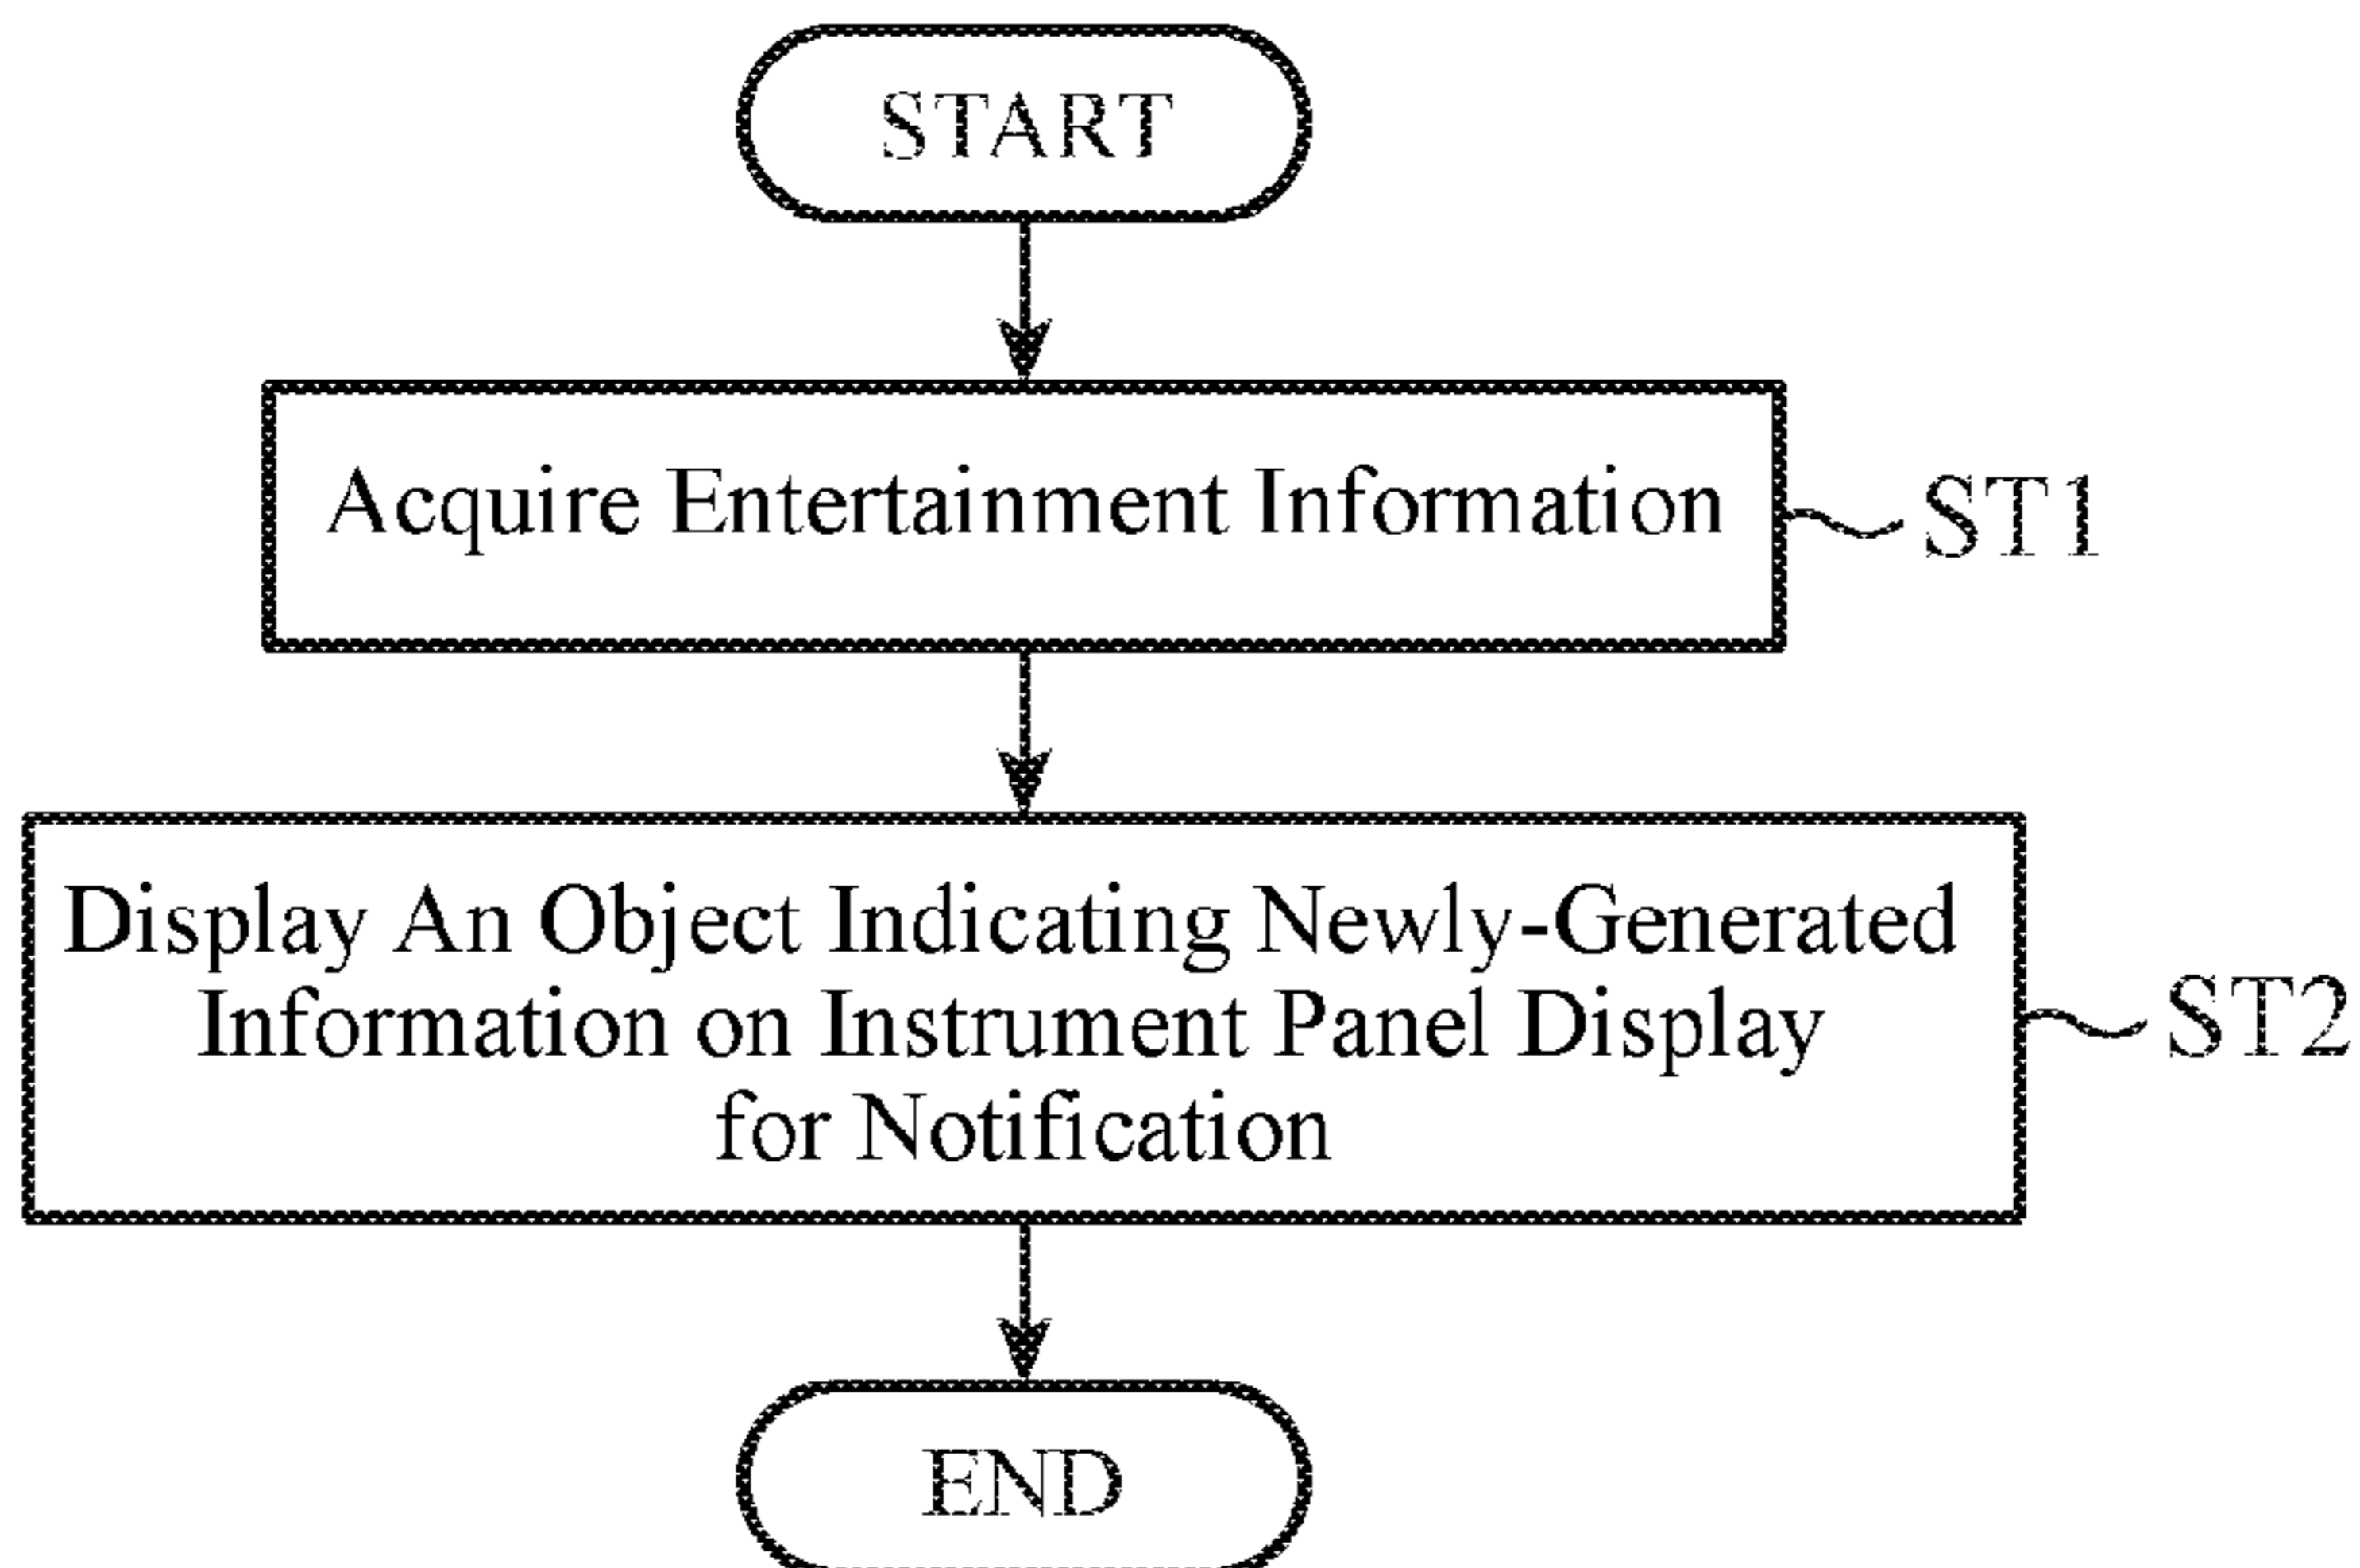 START
Acquire Entertainment Information
ST1
Display An Object Indicating Newly-Generated
Information on Instrument Panel Display
for Notification
ST2
END